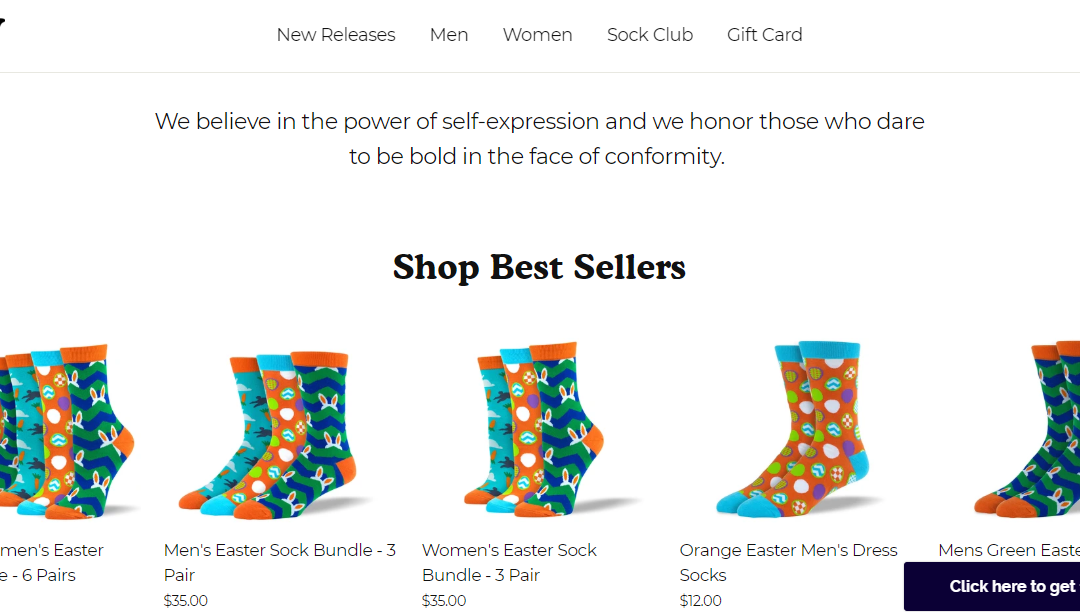 New Releases Men Women Sock Club Gift Card
We believe in the power of self-expression and we honor those who dare
to be bold in the face of conformity.
Shop Best Sellers
men's Easter
e - 6 Pairs
Men's Easter Sock Bundle - 3
Pair
$35.00
Women's Easter Sock
Bundle - 3 Pair
$35.00
Orange Easter Men's Dress
Socks
$12.00
Mens Green Easte
Click here to get